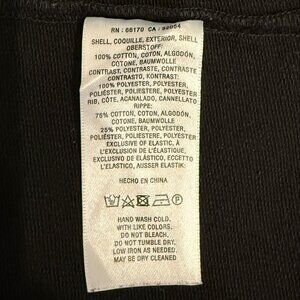 RN: 66170 CA:
SHELL, COQUILLE, EXTERIOR, SHELL
OBERSTOFF:
100% COTTON, COTON, ALGODÓN,
COTONE, BAUMWOLLE
CONTRAST, CONTRASTE, CONTRASTE
CONTRASTO, KONTRAST:
100% POLYESTER, POLYESTER,
POLIÉSTER, POLIESTERE, POLYESTER
RIB, CÔTE, ACANALADO, CANNELLATO
RIPPE:
75% COTTON, COTON, ALGODÓN,
COTONE, BAUMWOLLE
25% POLYESTER, POLYESTER,
POLIÉSTER, POLIESTERE, POLYESTER
EXCLUSIVE OF ELASTIC, À
L'EXCLUSION DE L'ÉLASTIQUE,
EXCLUSIVO DE ELÁSTICO, ECCETTO
L'ELASTICO, AUSSER ELASTIK:
HECHO EN CHINA
HAND WASH COLD.
WITH LIKE COLORS.
DO NOT BLEACH.
DO NOT TUMBLE DRY.
LOW IRON AS NEEDED.
MAY BE DRY CLEANED